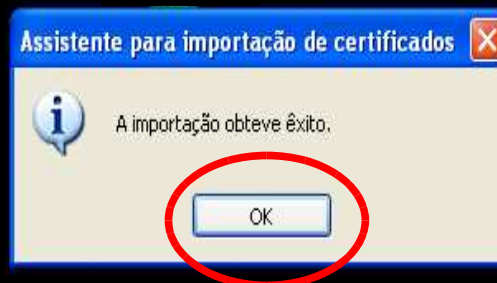 Assistente para importação de certificados
A importação obteve êxito.
OK